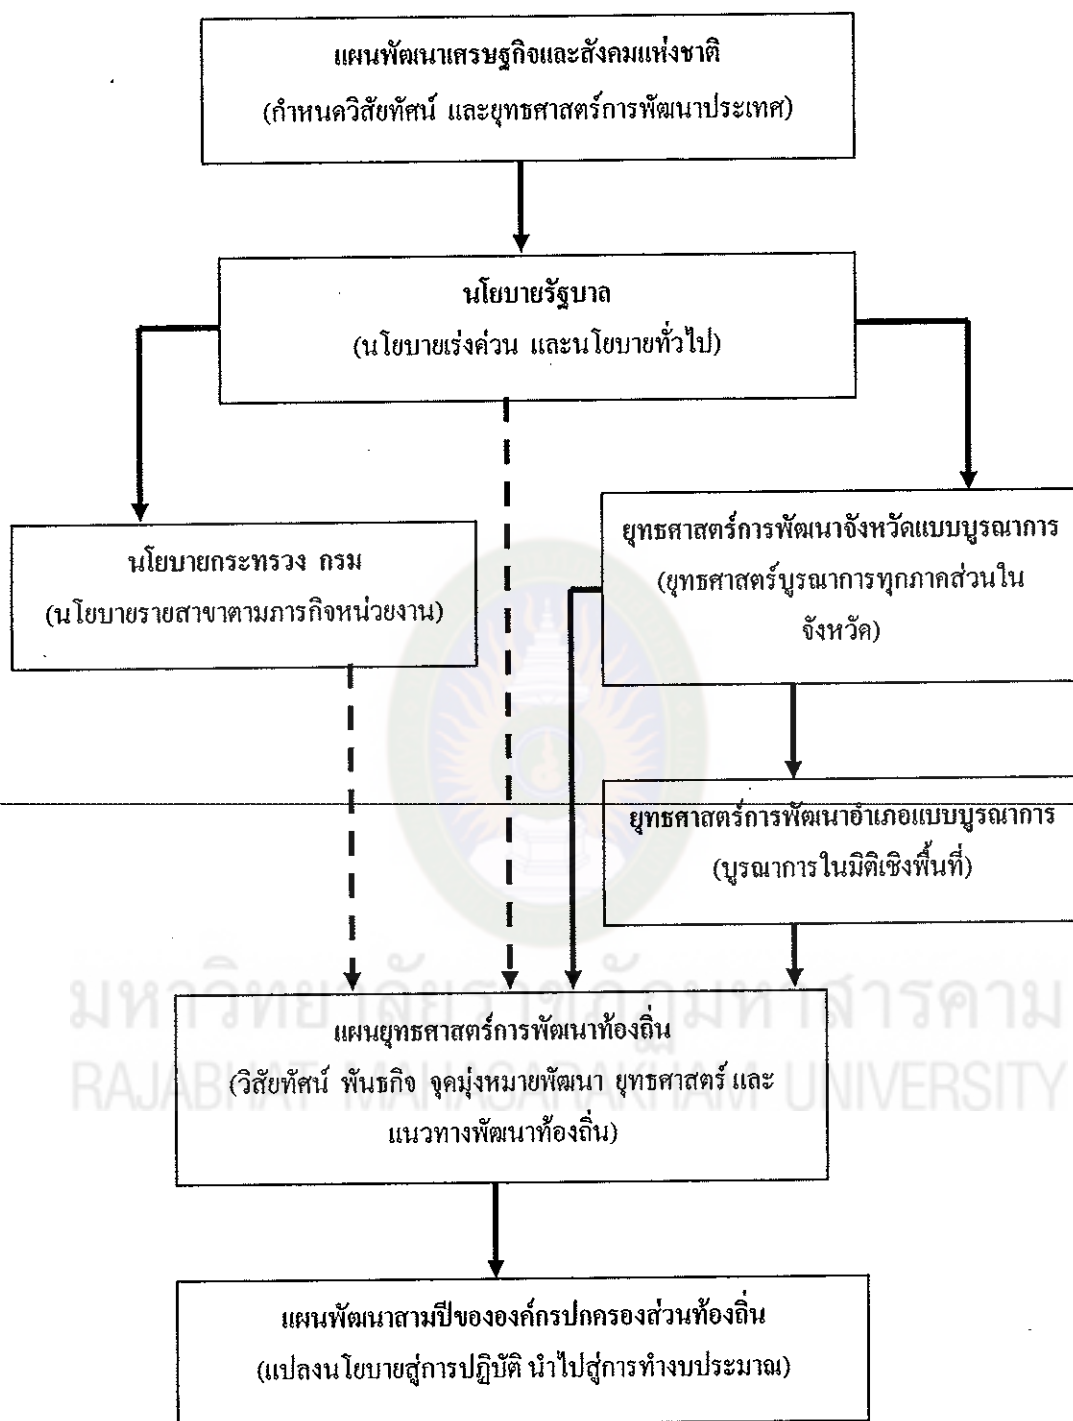 แผนพัฒนาเศรษฐกิจและสังคมแห่งชาติ
(กำหนดวิสัยทัศน์ และยุทธศาสตร์การพัฒนาประเทศ)
นโยบายรัฐบาล
(นโยบายเร่งด่วน และนโยบายทั่วไป)
นโยบายกระทรวง กรม
(นโยบายรายสาขาตามภารกิจหน่วยงาน)
ยุทธศาสตร์การพัฒนาจังหวัดแบบบูรณาการ
(ยุทธศาสตร์บูรณาการทุกภาคส่วนใน
จังหวัด)
ยุทธศาสตร์การพัฒนาอำเภอแบบบูรณาการ
(บูรณาการในมิติเชิงพื้นที่)
มหาวิทยาลัยราชภัฏมหาสารคาม
RAJABHAT MAHASARAKHAM UNIVERSITY
แผนยุทธศาสตร์การพัฒนาท้องถิ่น
(วิสัยทัศน์ พันธกิจ จุดมุ่งหมายพัฒนา ยุทธศาสตร์ และ
แนวทางพัฒนาท้องถิ่น)
แผนพัฒนาสามปีขององค์กรปกครองส่วนท้องถิ่น
(แปลงนโยบายสู่การปฏิบัติ นำไปสู่การทำงบประมาณ)